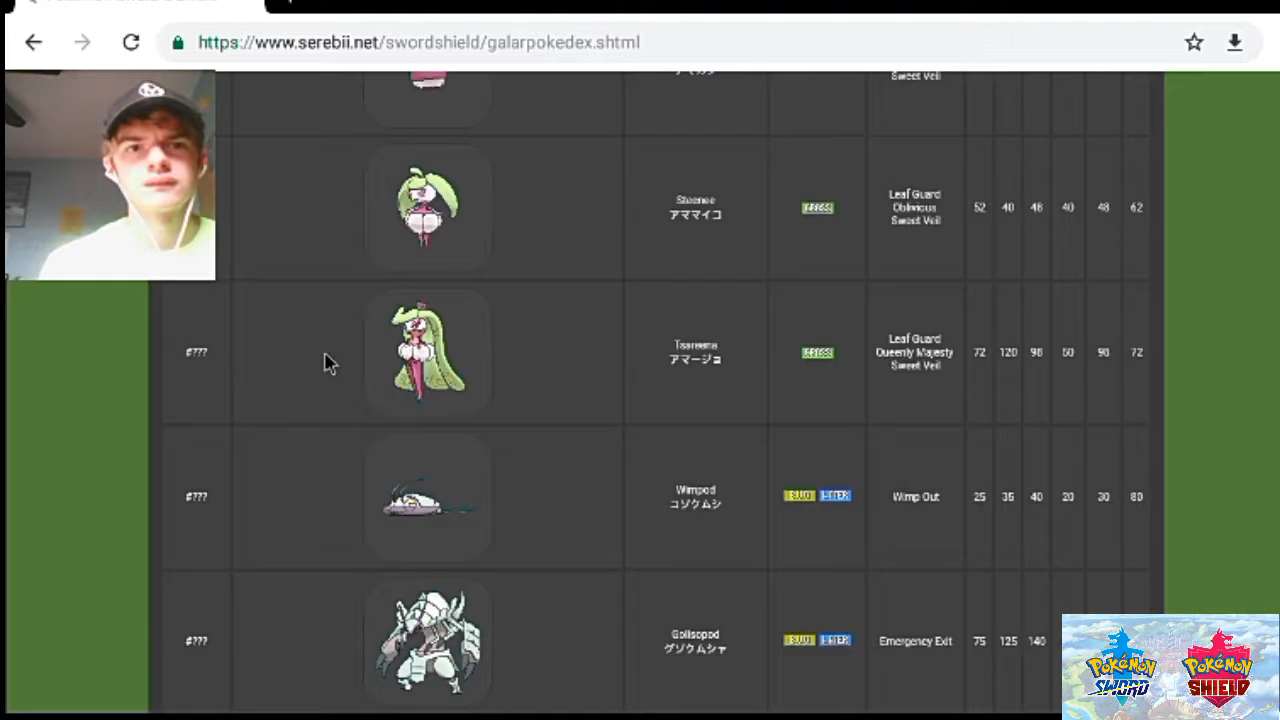 https://www.serebii.net/swordshield/galarpokedex.shtml
Sweet Veil
Steenee
アママイコ
GRASS
Leaf Guard
Oblivious
Sweet Veil
52 40 48 40 48 62
#???
Tsareena
アマージョ
GRASS
Leaf Guard
Queenly Majesty
Sweet Veil
72 120 98 50 98 72
#???
Wimpod
コソクムシ
BUG WATER
Wimp Out
25 35 40 20 30 80
#???
Golisopod
グソクムシャ
BUG WATER
Emergency Exit
75 125 140
POKéMON
SWORD
POKéMON
SHIELD